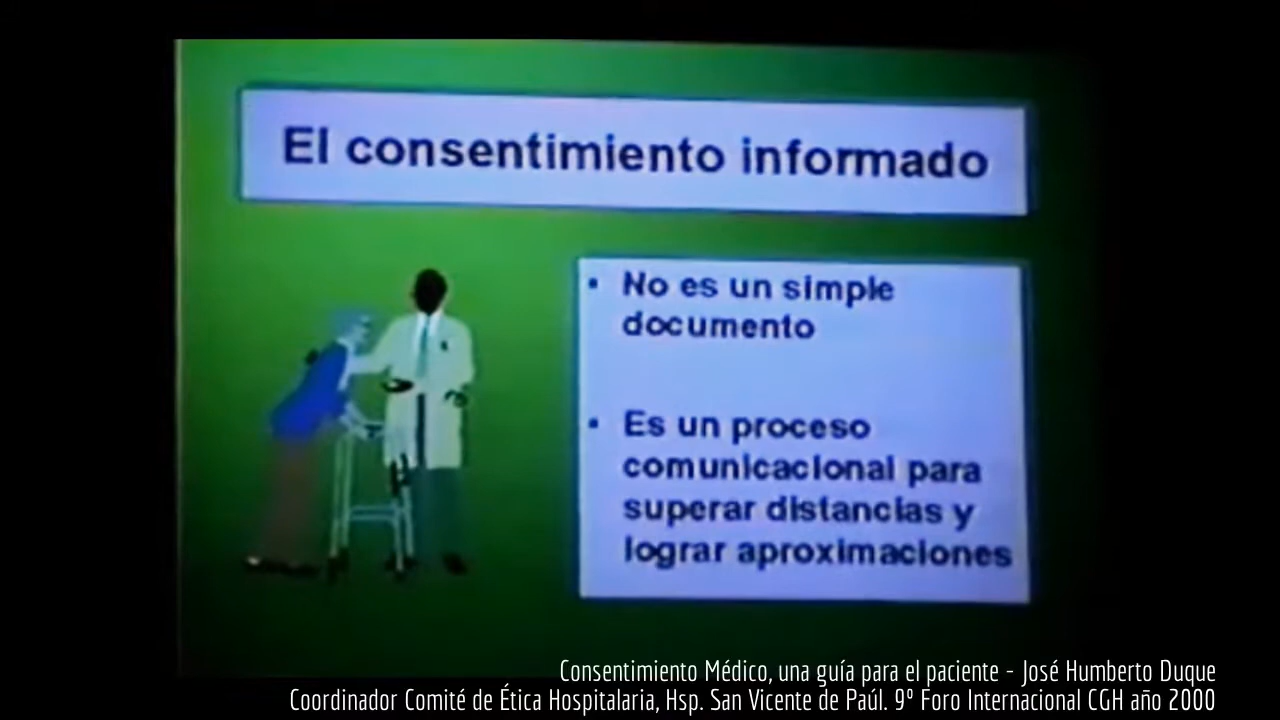 El consentimiento informado
• No es un simple
documento
• Es un proceso
comunicacional para
superar distancias y
lograr aproximaciones
Consentimiento Médico, una guía para el paciente - José Humberto Duque
Coordinador Comité de Ética Hospitalaria, Hsp. San Vicente de Paúl. 9º Foro Internacional CGH año 2000